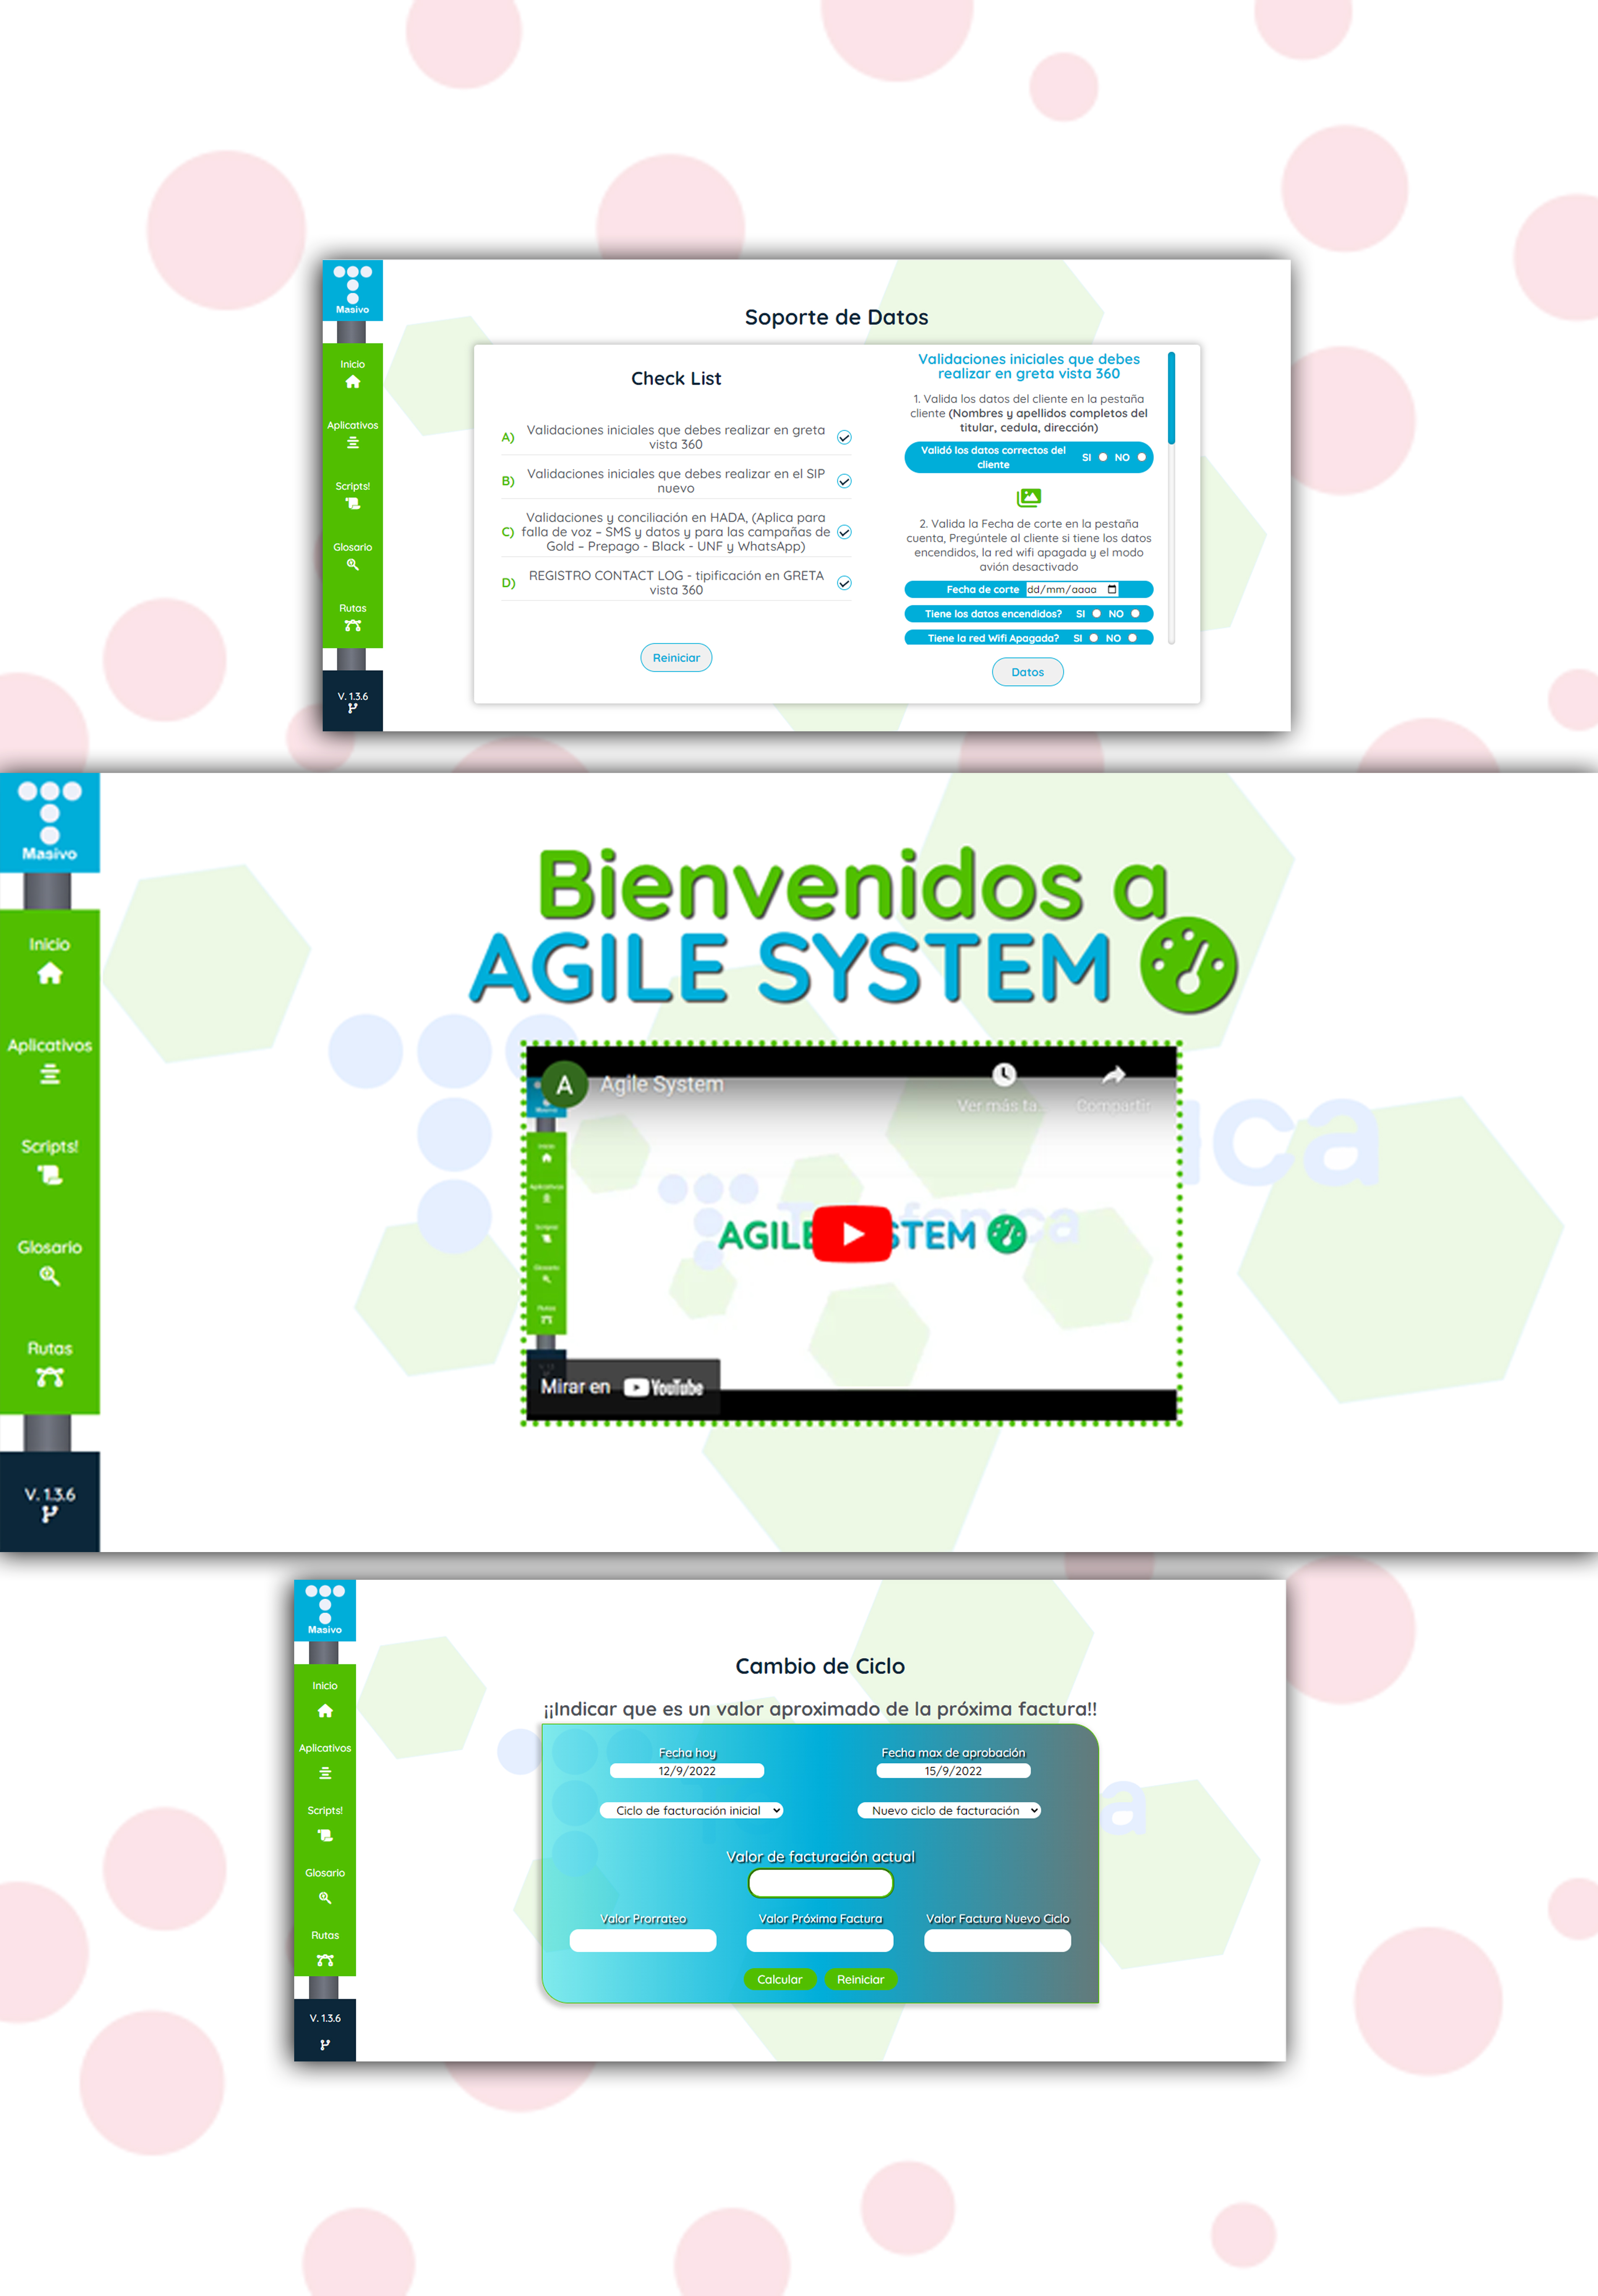 Masivo
Inicio
Aplicativos
Scripts!
Glosario
Rutas
V. 1.3.6
Soporte de Datos
Check List
A) Validaciones iniciales que debes realizar en greta
vista 360
B) Validaciones iniciales que debes realizar en el SIP
nuevo
Validaciones y conciliación en HADA, (Aplica para
C) falla de voz – SMS y datos y para las campañas de
Gold – Prepago - Black - UNF y WhatsApp)
D) REGISTRO CONTACT LOG - tipificación en GRETA
vista 360
Reiniciar
Validaciones iniciales que debes
realizar en greta vista 360
1. Valida los datos del cliente en la pestaña
cliente (Nombres y apellidos completos del
titular, cedula, dirección)
Validó los datos correctos del
cliente
SI NO
2. Valida la Fecha de corte en la pestaña
cuenta, Pregúntele al cliente si tiene los datos
encendidos, la red wifi apagada y el modo
avión desactivado
Fecha de corte dd/mm/aaaa
Tiene los datos encendidos? SI NO
Tiene la red Wifi Apagada? SI NO
Datos
Masivo
Inicio
Aplicativos
Scripts!
Glosario
Rutas
V. 1.3.6
Bienvenidos a
AGILE SYSTEM
A Agile System
Ver más ta...
Compartir
Inicio
Aplicativos
Scripts!
Glosario
Rutas
AGILE STEM
Mirar en YouTube
ica
Masivo
Inicio
Aplicativos
Scripts!
Glosario
Rutas
V. 1.3.6
Cambio de Ciclo
¡¡Indicar que es un valor aproximado de la próxima factura!!
Fecha hoy
12/9/2022
Fecha max de aprobación
15/9/2022
Ciclo de facturación inicial
Nuevo ciclo de facturación
Valor de facturación actual
Valor Prorrateo
Valor Próxima Factura
Valor Factura Nuevo Ciclo
Calcular
Reiniciar
a